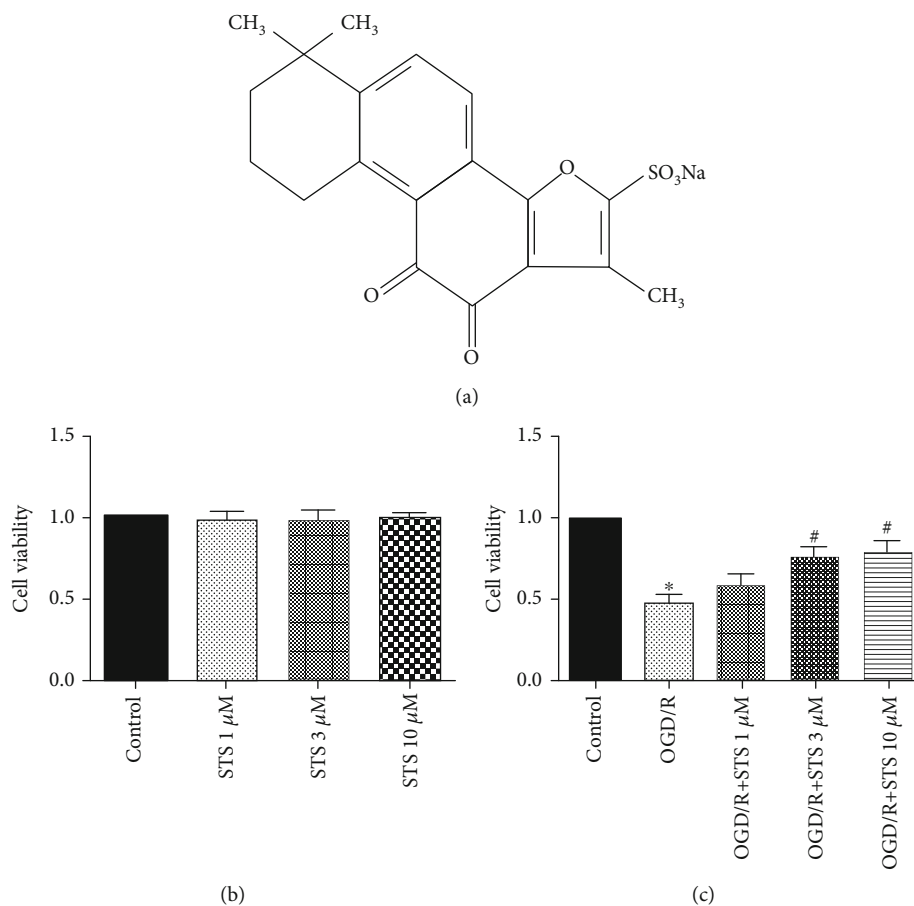 CH₃ CH₃
O
SO₃Na
CH₃
O
O
(a)
1.5
1.0
0.5
0.0
Cell viability
Control
STS 1 μM
STS 3 μM
STS 10 μM
(b)
1.5
1.0
0.5
0.0
Cell viability
*
#
#
Control
OGD/R
OGD/R+STS 1 μM
OGD/R+STS 3 μM
OGD/R+STS 10 μM
(c)